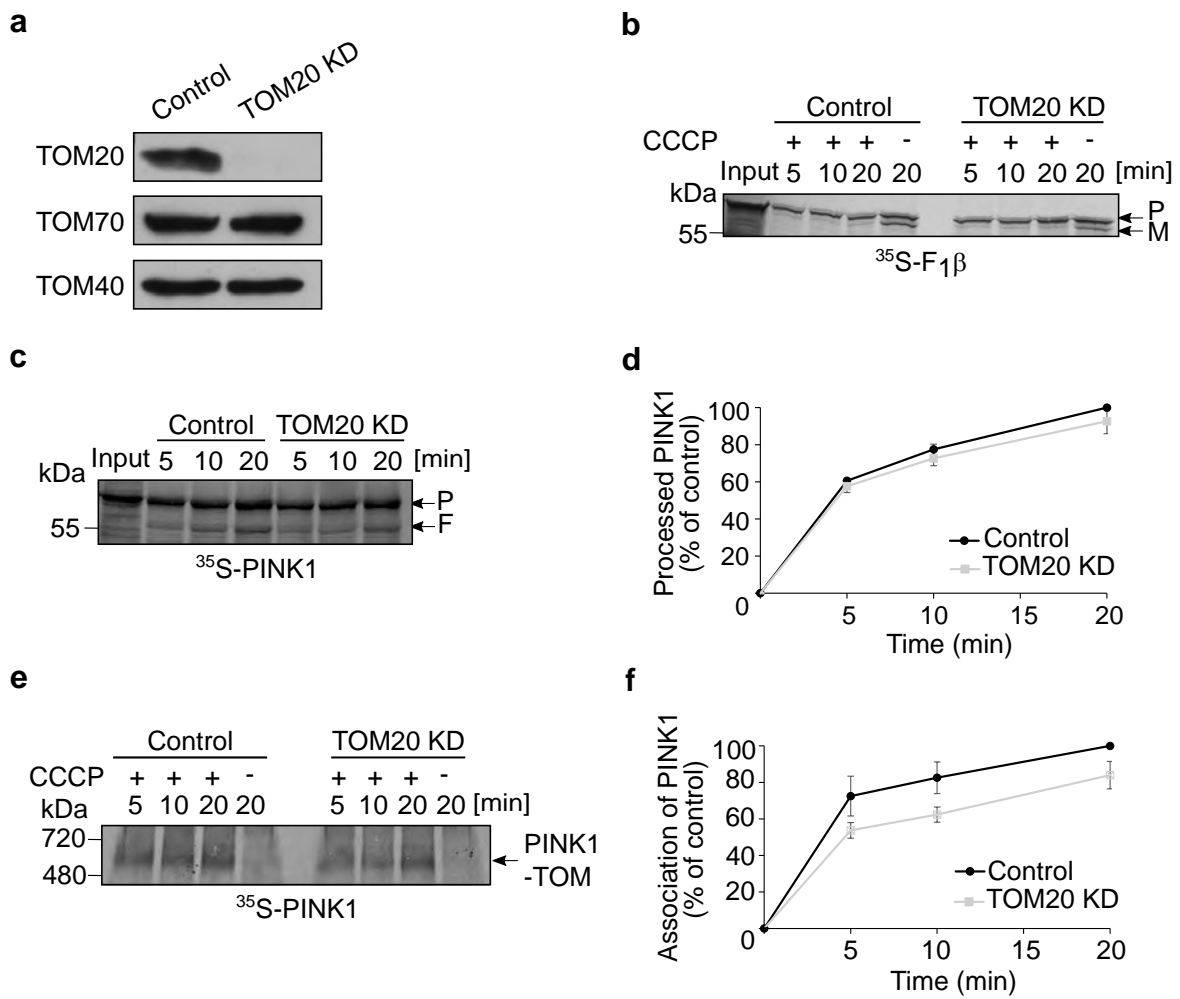 a
Control TOM20 KD
TOM20
TOM70
TOM40
b
Control TOM20 KD
CCCP + + + - + + + -
Input 5 10 20 20 5 10 20 20 [min]
kDa
P
55 M
³⁵S-F₁β
c
Control TOM20 KD
Input 5 10 20 5 10 20 [min]
kDa
P
55 F
³⁵S-PINK1
d
Processed PINK1
(% of control)
100
80
60
40
20
0
5 10 15 20
Time (min)
Control
TOM20 KD
e
Control TOM20 KD
CCCP + + + - + + + -
kDa 5 10 20 20 5 10 20 20 [min]
720
480
PINK1
-TOM
³⁵S-PINK1
f
Association of PINK1
(% of control)
100
80
60
40
20
0
5 10 15 20
Time (min)
Control
TOM20 KD